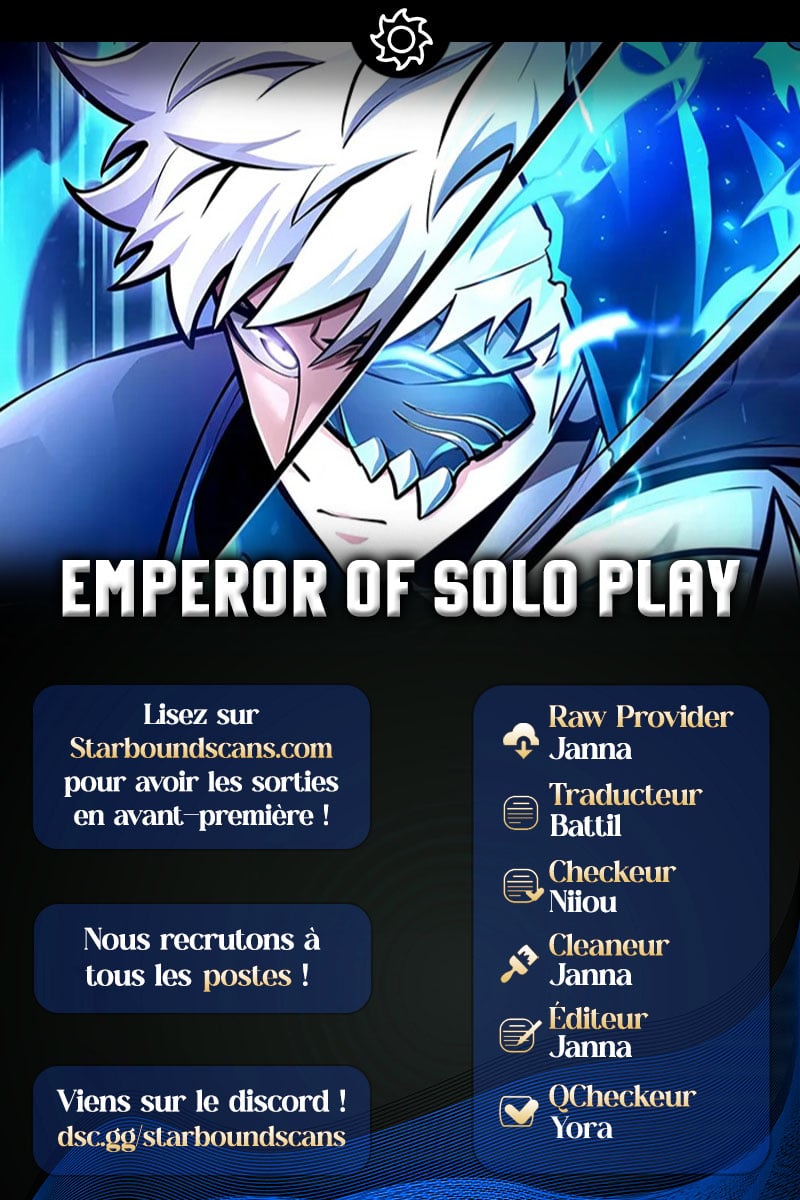 EMPEROR OF SOLO PLAY
Lisez sur
Starboundscans.com
pour avoir les sorties
en avant-première !
Nous recrutons à
tous les postes !
Viens sur le discord !
dsc.gg/starboundscans
Raw Provider
Janna
Traducteur
Battil
Checkeur
Niiou
Cleaneur
Janna
Éditeur
Janna
QCheckeur
Yora